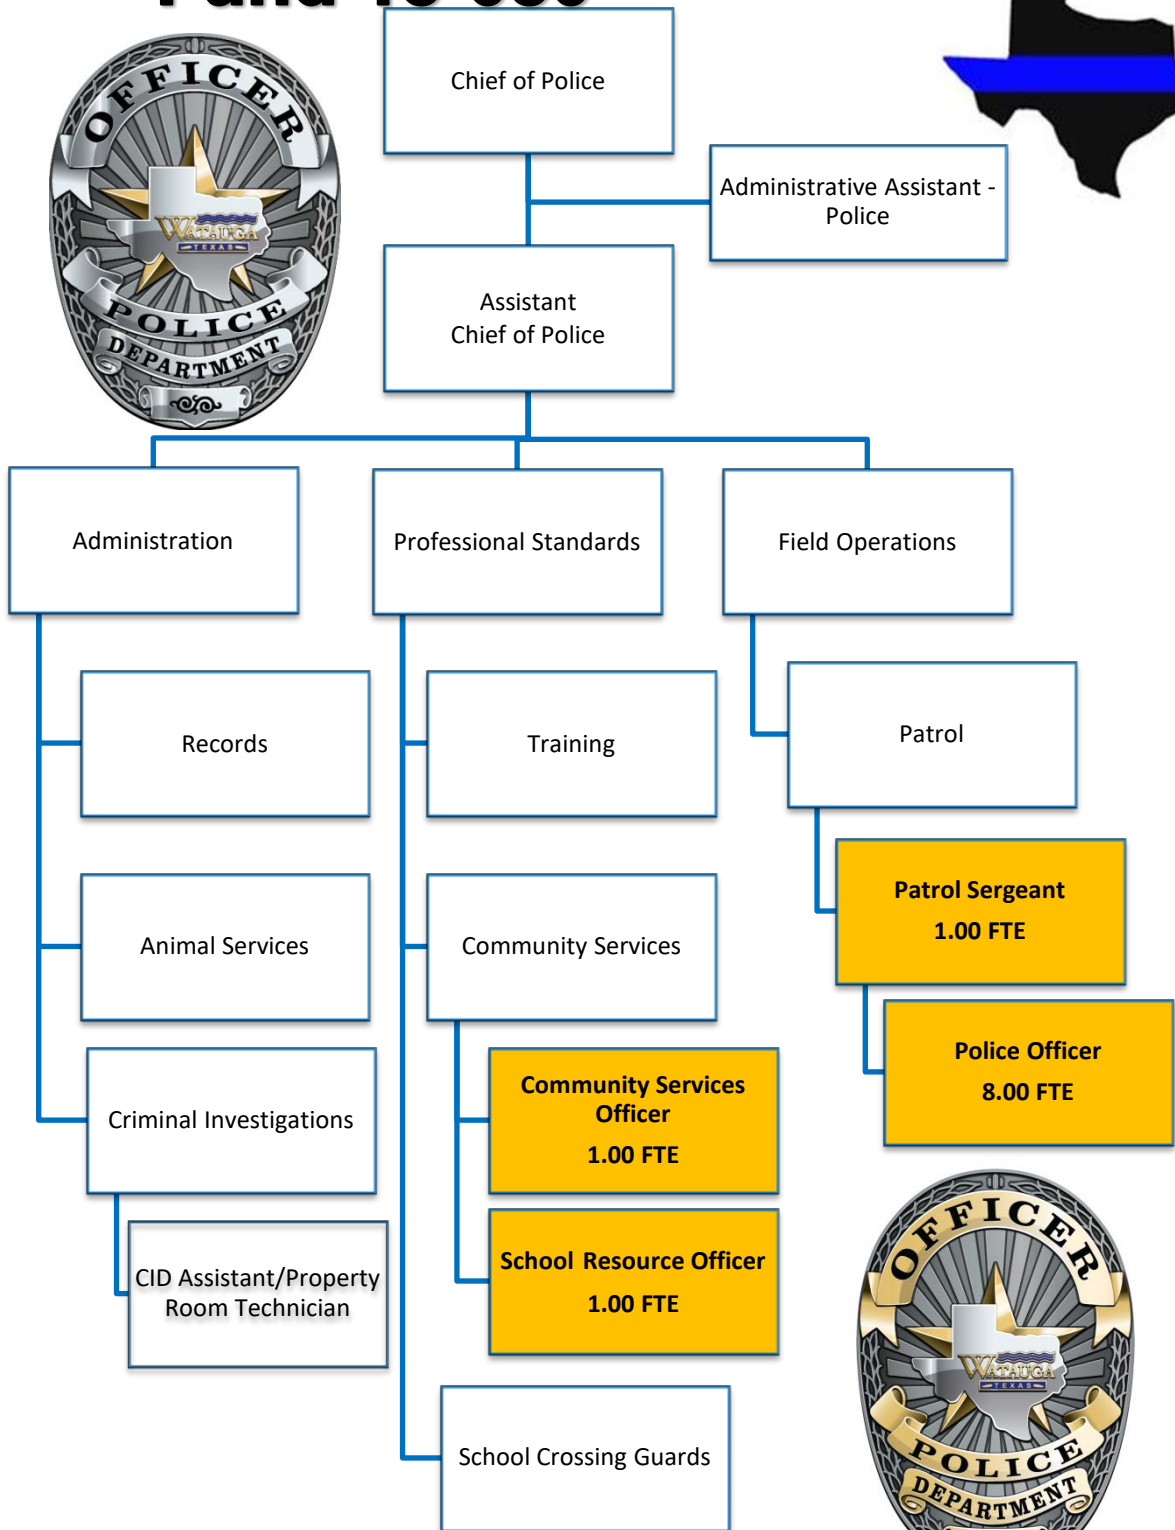 Chief of Police
OFFICER
WATAUGA
TEXAS
POLICE
DEPARTMENT
Administrative Assistant -
Police
Assistant
Chief of Police
Administration
Professional Standards
Field Operations
Records
Training
Patrol
Patrol Sergeant
1.00 FTE
Animal Services
Community Services
Police Officer
8.00 FTE
Criminal Investigations
Community Services
Officer
1.00 FTE
CID Assistant/Property
Room Technician
School Resource Officer
1.00 FTE
School Crossing Guards
OFFICER
WATAUGA
TEXAS
POLICE
DEPARTMENT